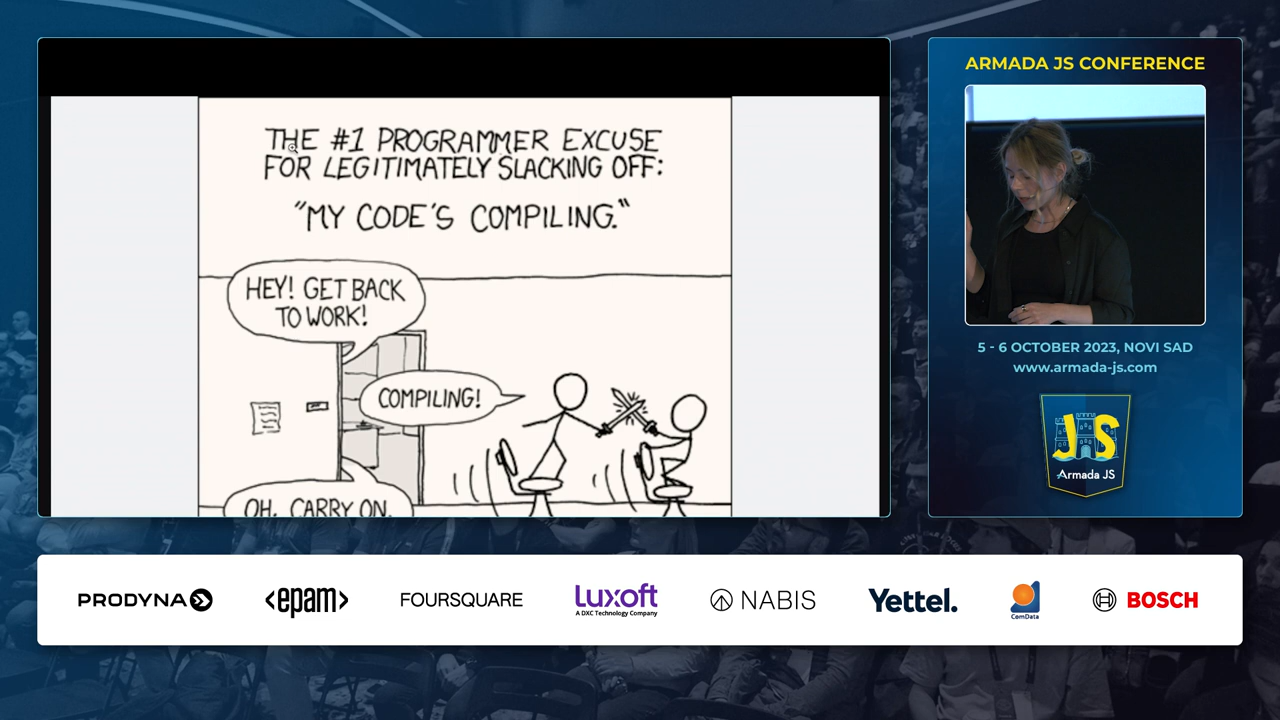 THE #1 PROGRAMMER EXCUSE
FOR LEGITIMATELY SLACKING OFF:
"MY CODE'S COMPILING."
HEY! GET BACK
TO WORK!
COMPILING!
OH. CARRY ON.
ARMADA JS CONFERENCE
5 - 6 OCTOBER 2023, NOVI SAD
www.armada-js.com
JS
Armada JS
PRODYNA
<epam>
FOURSQUARE
Luxoft
A DXC Technology Company
NABIS
Yettel.
ComData
BOSCH